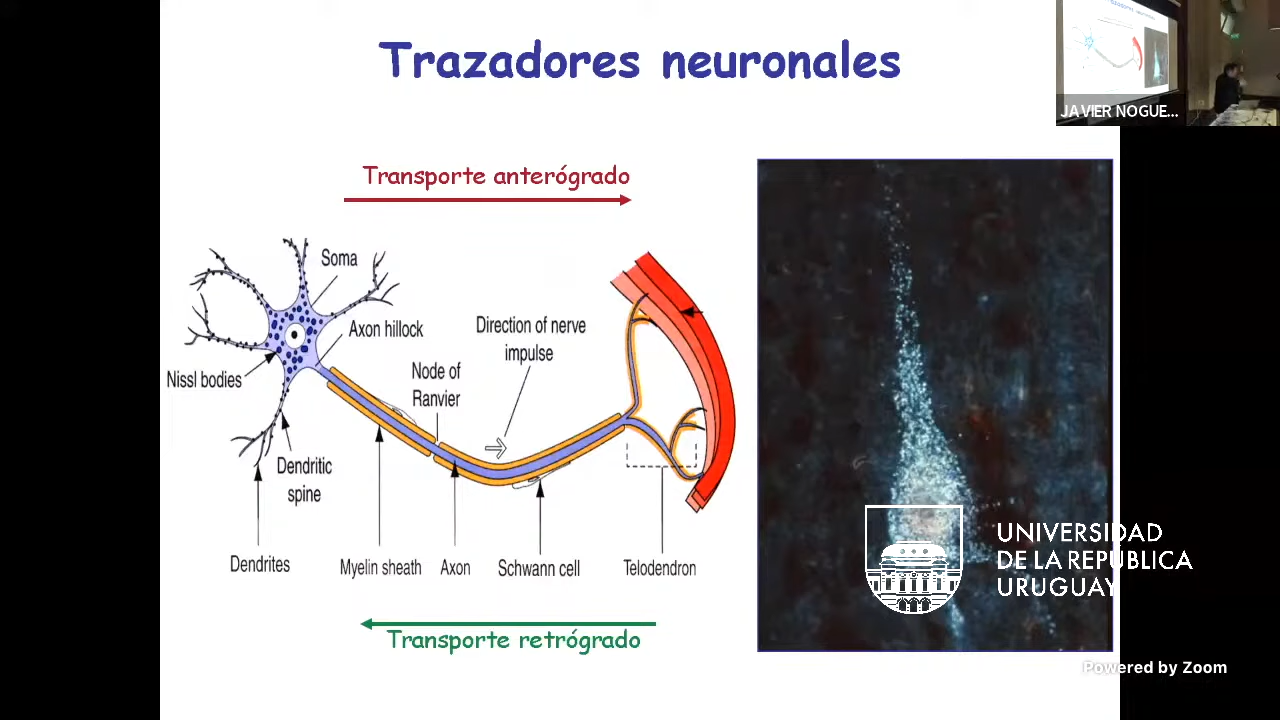 Trazadores neuronales
JAVIER NOGUE...
Transporte anterógrado
Soma
Axon hillock
Direction of nerve
impulse
Node of
Ranvier
Nissl bodies
Dendritic
spine
Dendrites
Myelin sheath
Axon
Schwann cell
Telodendron
Transporte retrógrado
UNIVERSIDAD
DE LA REPÚBLICA
URUGUAY
Powered by Zoom